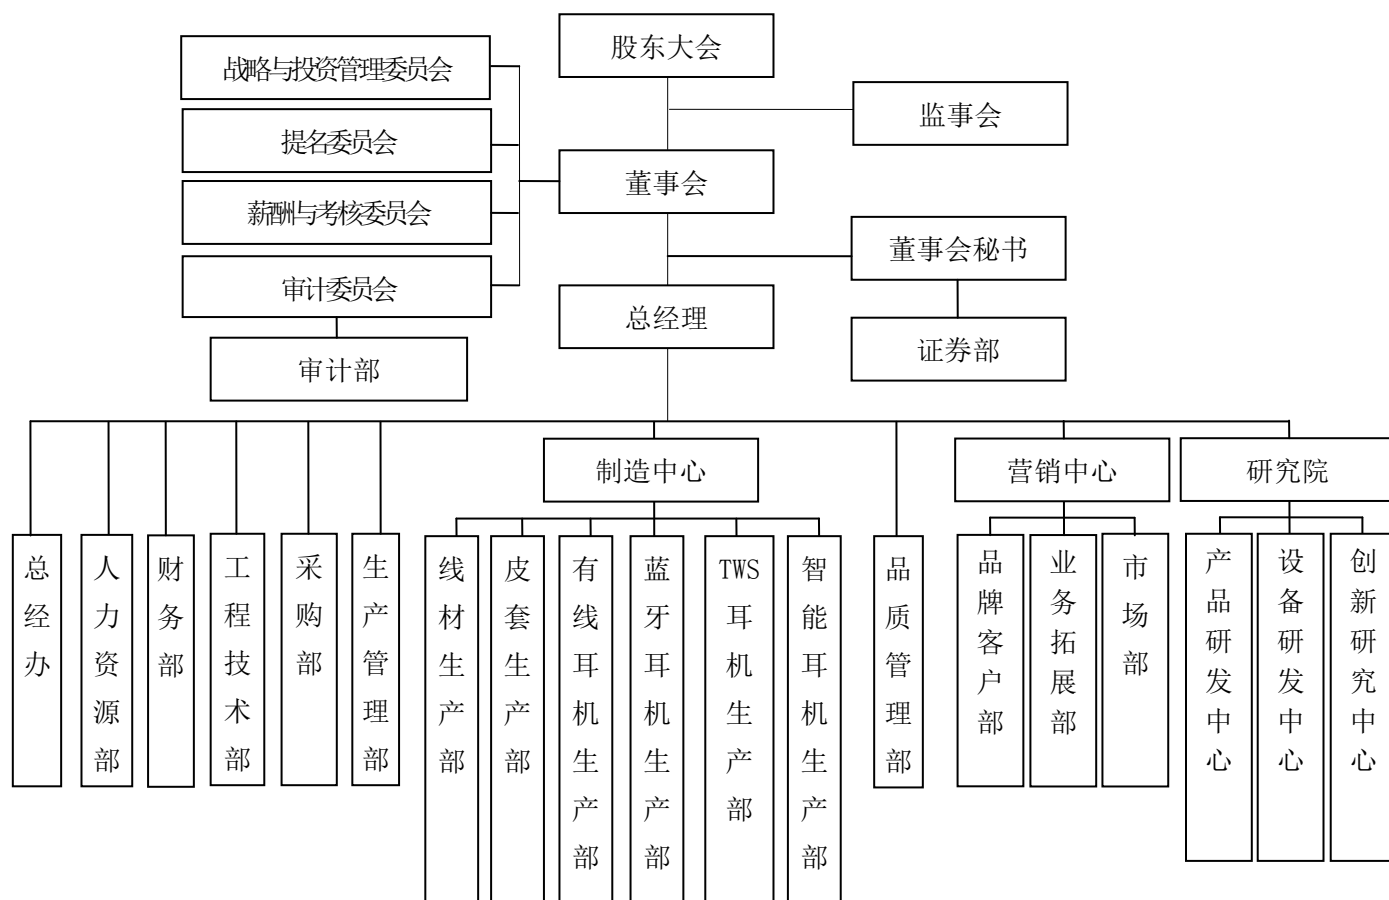 股东大会
战略与投资管理委员会
监事会
提名委员会
董事会
薪酬与考核委员会
董事会秘书
审计委员会
总经理
证券部
审计部
制造中心
营销中心
研究院
总经办
人力资源部
财务部
工程技术部
采购部
生产管理部
线材生产部
皮套生产部
有线耳机生产部
蓝牙耳机生产部
TWS耳机生产部
智能耳机生产部
品质管理部
品牌客户部
业务拓展部
市场部
产品研发中心
设备研发中心
创新研究中心